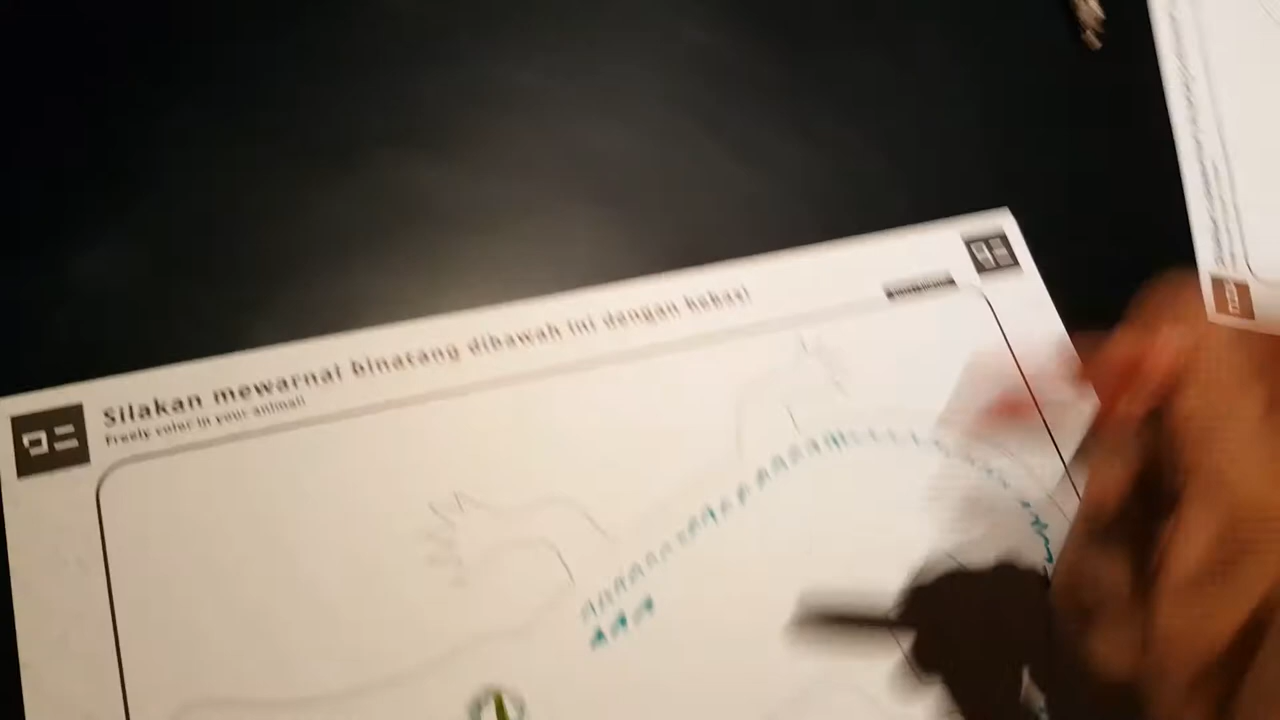 Silakan mewarnai binatang dibawah ini dengan bebas!
Freely color in your animal!